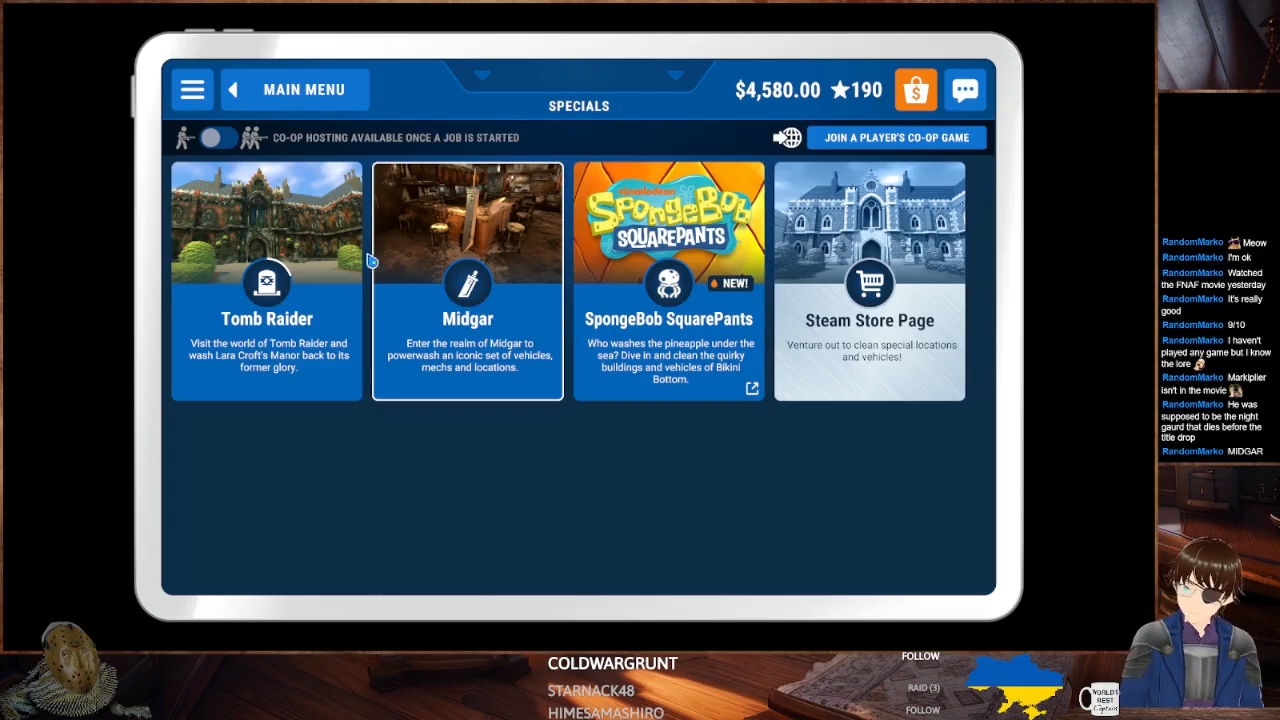 MAIN MENU
$4,580.00 ★190
SPECIALS
CO-OP HOSTING AVAILABLE ONCE A JOB IS STARTED
JOIN A PLAYER'S CO-OP GAME
Tomb Raider
Visit the world of Tomb Raider and
wash Lara Croft's Manor back to its
former glory.
Midgar
Enter the realm of Midgar to
powerwash an iconic set of vehicles,
mechs and locations.
nickelodeon
SPONGEBOB
SQUAREPANTS
NEW!
SpongeBob SquarePants
Who washes the pineapple under the
sea? Dive in and clean the quirky
buildings and vehicles of Bikini
Bottom.
Steam Store Page
Venture out to clean special locations
and vehicles!
RandomMarko Meow
RandomMarko I'm ok
RandomMarko Watched
the FNAF movie yesterday
RandomMarko It's really
good
RandomMarko 9/10
RandomMarko I haven't
played any game but I know
the lore
RandomMarko Markiplier
isn't in the movie
RandomMarko He was
supposed to be the night
gaurd that dies before the
title drop
RandomMarko MIDGAR
COLDWARGRUNT
FOLLOW
STARNACK48
RAID (3)
HIMESAMASHIRO
FOLLOW
WORLD'S
BEST
Captain